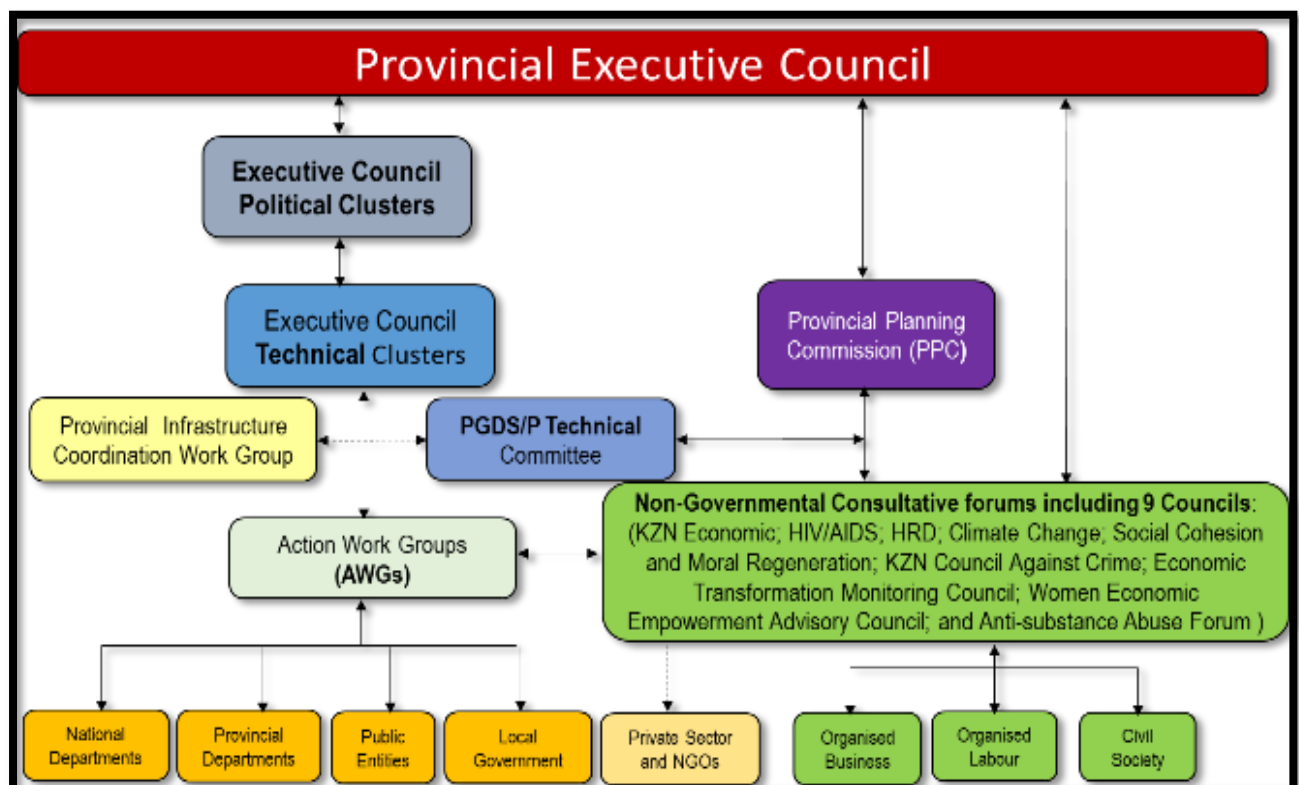 Provincial Executive Council
Executive Council
Political Clusters
Executive Council
Technical Clusters
Provincial Planning
Commission (PPC)
Provincial Infrastructure
Coordination Work Group
PGDS/P Technical
Committee
Non-Governmental Consultative forums including 9 Councils:
(KZN Economic; HIV/AIDS; HRD; Climate Change; Social Cohesion
and Moral Regeneration; KZN Council Against Crime; Economic
Transformation Monitoring Council; Women Economic
Empowerment Advisory Council; and Anti-substance Abuse Forum )
Action Work Groups
(AWGs)
National
Departments
Provincial
Departments
Public
Entities
Local
Government
Private Sector
and NGOs
Organised
Business
Organised
Labour
Civil
Society